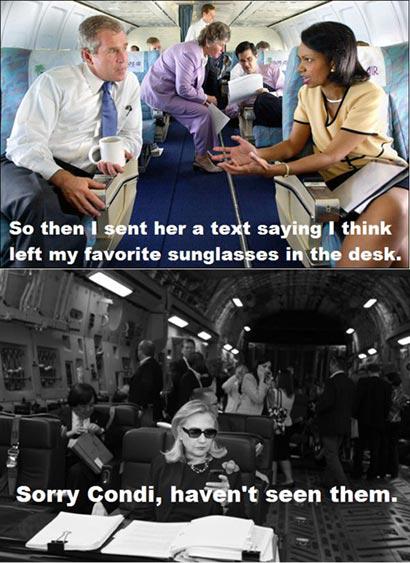 So then I sent her a text saying I think
left my favorite sunglasses in the desk.
Sorry Condi, haven't seen them.